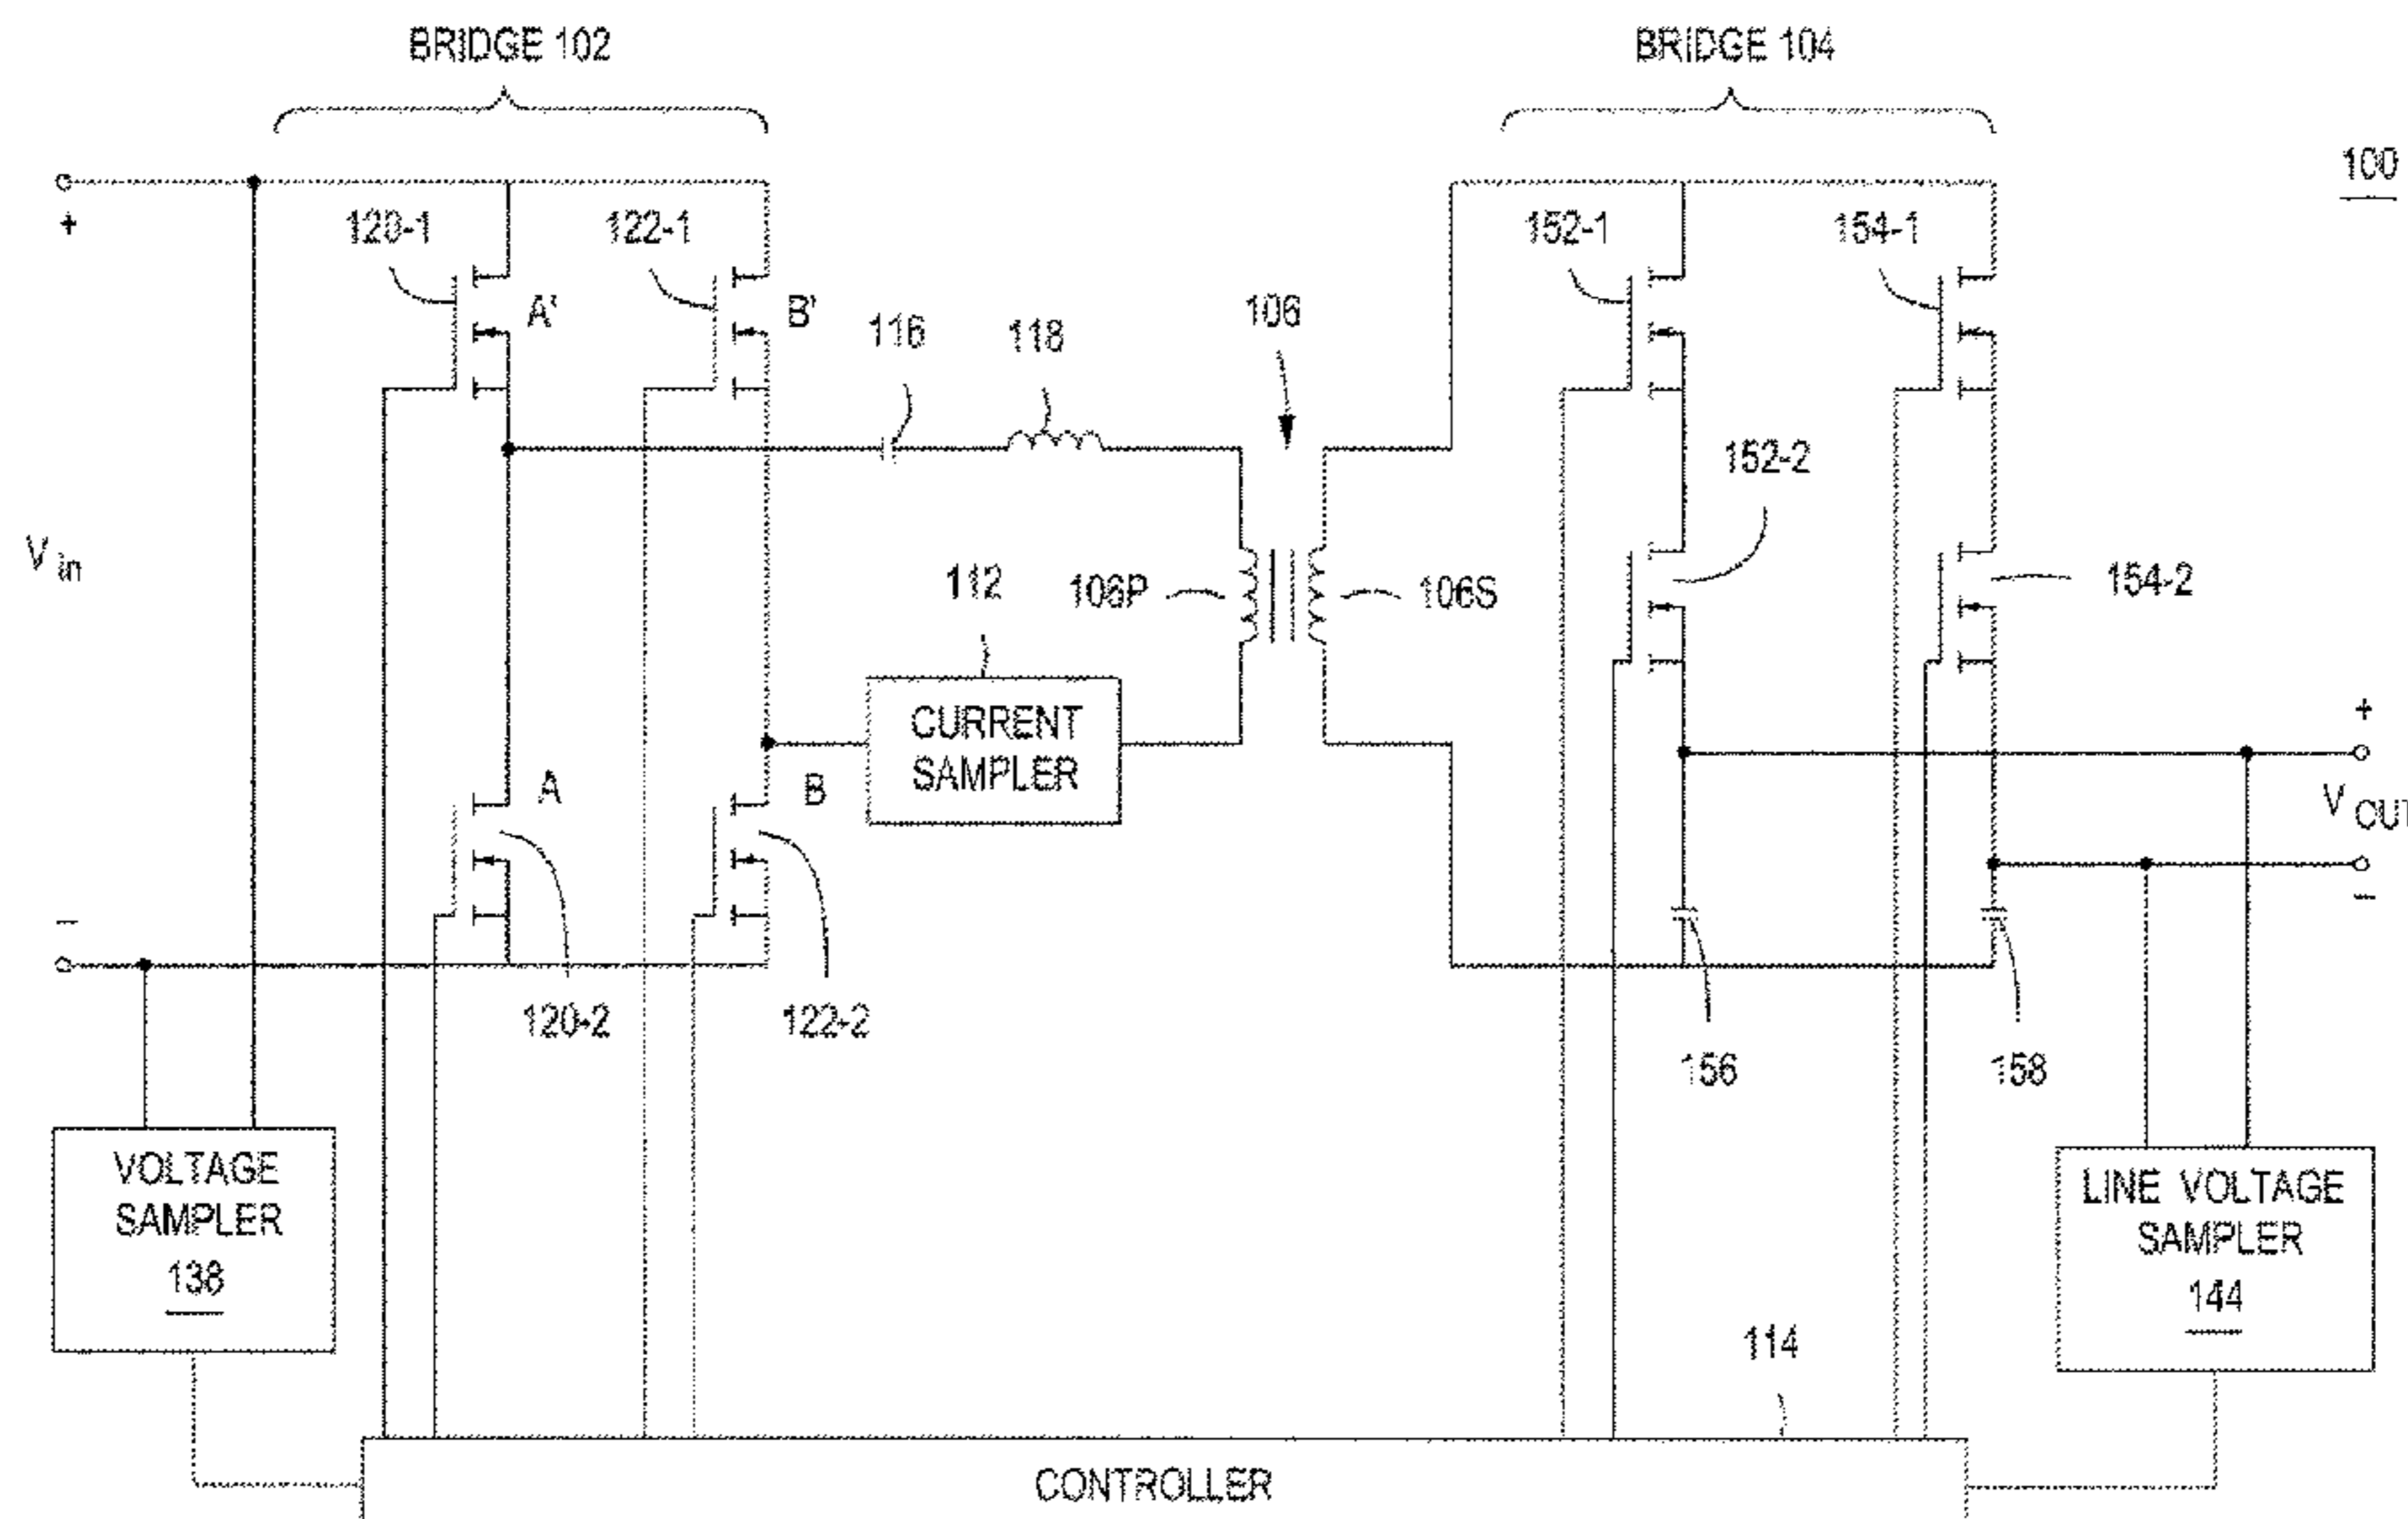 BRIDGE 102
BRIDGE 104
100
+
120-1
122-1
152-1
154-1
A'
B'
116
118
106
152-2
V in
112
106P
106S
154-2
CURRENT
SAMPLER
+
A
B
V OUT
−
−
120-2
122-2
156
158
VOLTAGE
SAMPLER
138
LINE VOLTAGE
SAMPLER
144
114
CONTROLLER